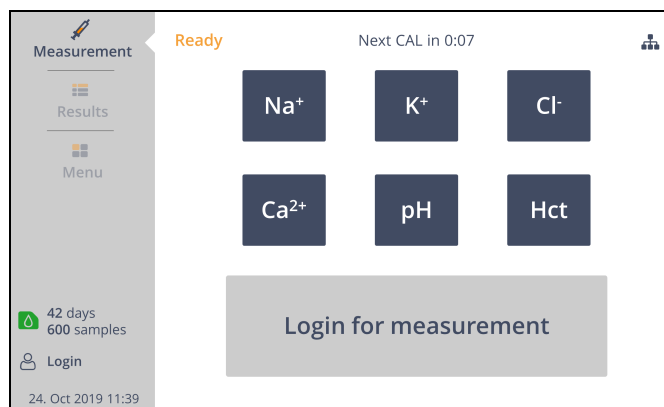 Measurement
Results
Menu
42 days
600 samples
Login
24. Oct 2019 11:39
Ready
Next CAL in 0:07
Na⁺
K⁺
Cl⁻
Ca²⁺
pH
Hct
Login for measurement